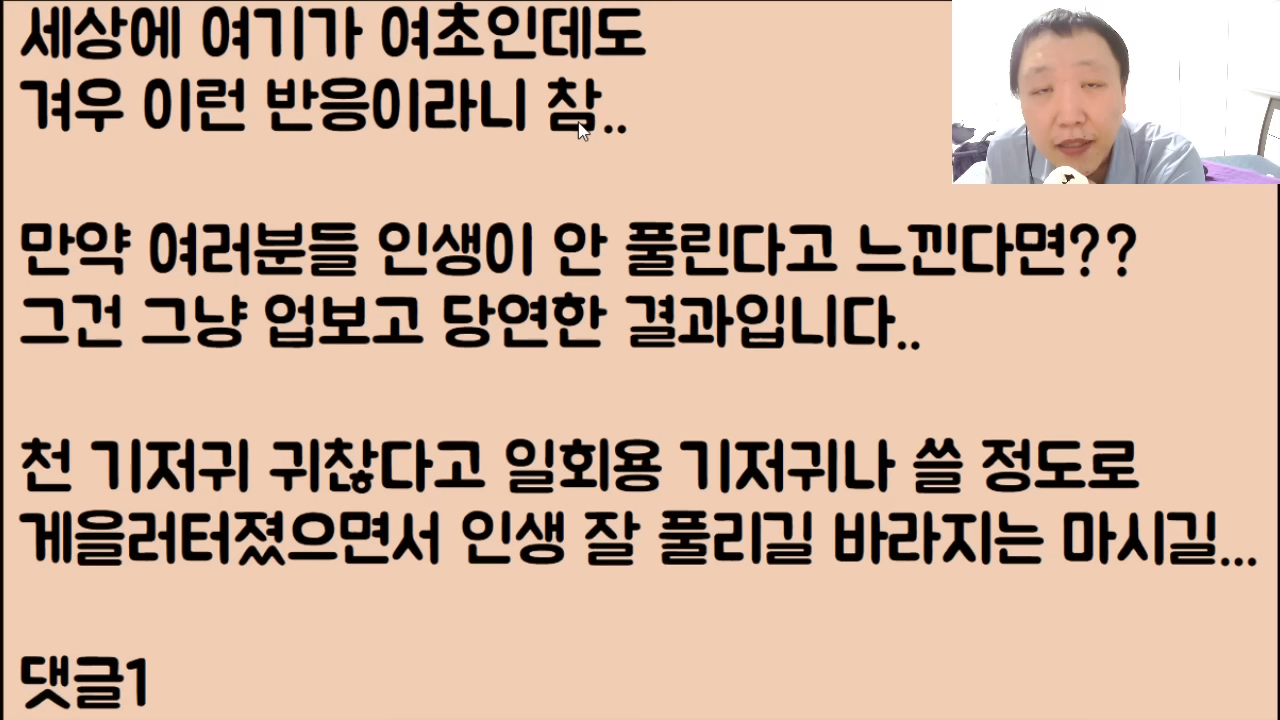 세상에 여기가 여초인데도
겨우 이런 반응이라니 참..
만약 여러분들 인생이 안 풀린다고 느낀다면??
그건 그냥 업보고 당연한 결과입니다..
천 기저귀 귀찮다고 일회용 기저귀나 쓸 정도로
게을러터졌으면서 인생 잘 풀리길 바라지는 마시길...
댓글1